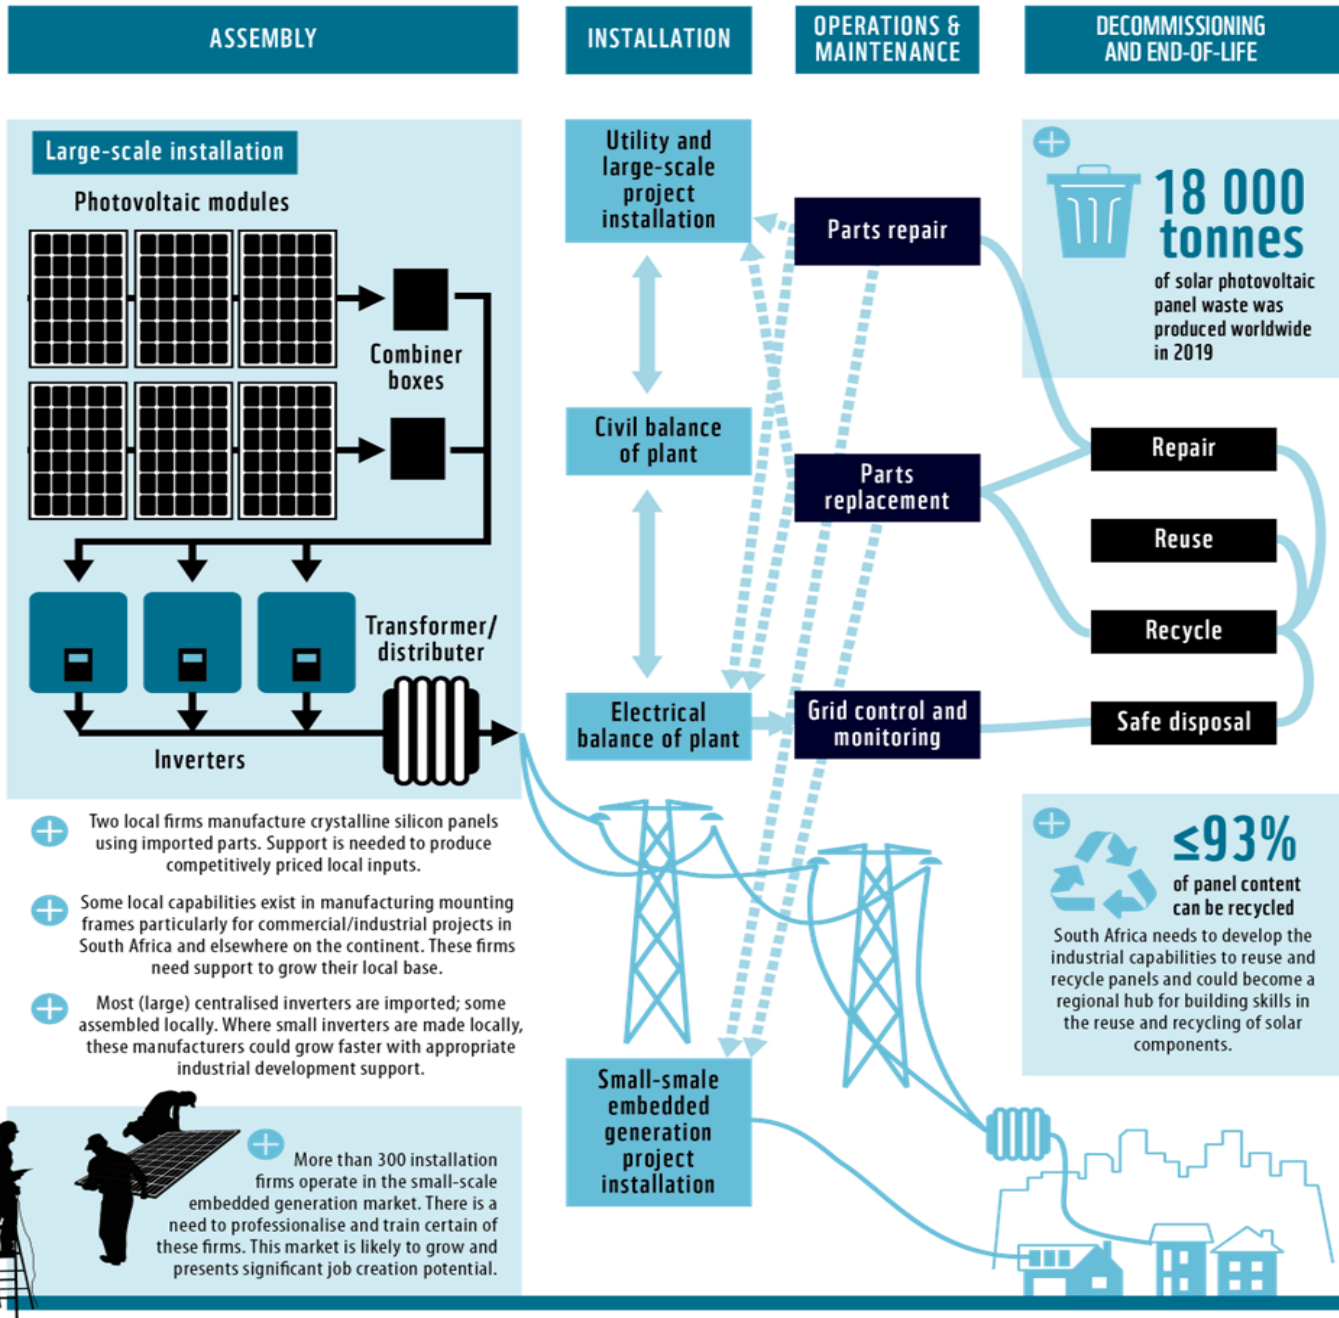 ASSEMBLY
INSTALLATION
OPERATIONS &
MAINTENANCE
DECOMMISSIONING
AND END-OF-LIFE
Large-scale installation
Photovoltaic modules
Combiner
boxes
Transformer/
distributer
Inverters
Two local firms manufacture crystalline silicon panels
using imported parts. Support is needed to produce
competitively priced local inputs.
Some local capabilities exist in manufacturing mounting
frames particularly for commercial/industrial projects in
South Africa and elsewhere on the continent. These firms
need support to grow their local base.
Most (large) centralised inverters are imported; some
assembled locally. Where small inverters are made locally,
these manufacturers could grow faster with appropriate
industrial development support.
More than 300 installation
firms operate in the small-scale
embedded generation market. There is a
need to professionalise and train certain of
these firms. This market is likely to grow and
presents significant job creation potential.
Utility and
large-scale
project
installation
Civil balance
of plant
Electrical
balance of plant
Small-smale
embedded
generation
project
installation
Parts repair
Parts
replacement
Grid control and
monitoring
18 000
tonnes
of solar photovoltaic
panel waste was
produced worldwide
in 2019
Repair
Reuse
Recycle
Safe disposal
≤93%
of panel content
can be recycled
South Africa needs to develop the
industrial capabilities to reuse and
recycle panels and could become a
regional hub for building skills in
the reuse and recycling of solar
components.